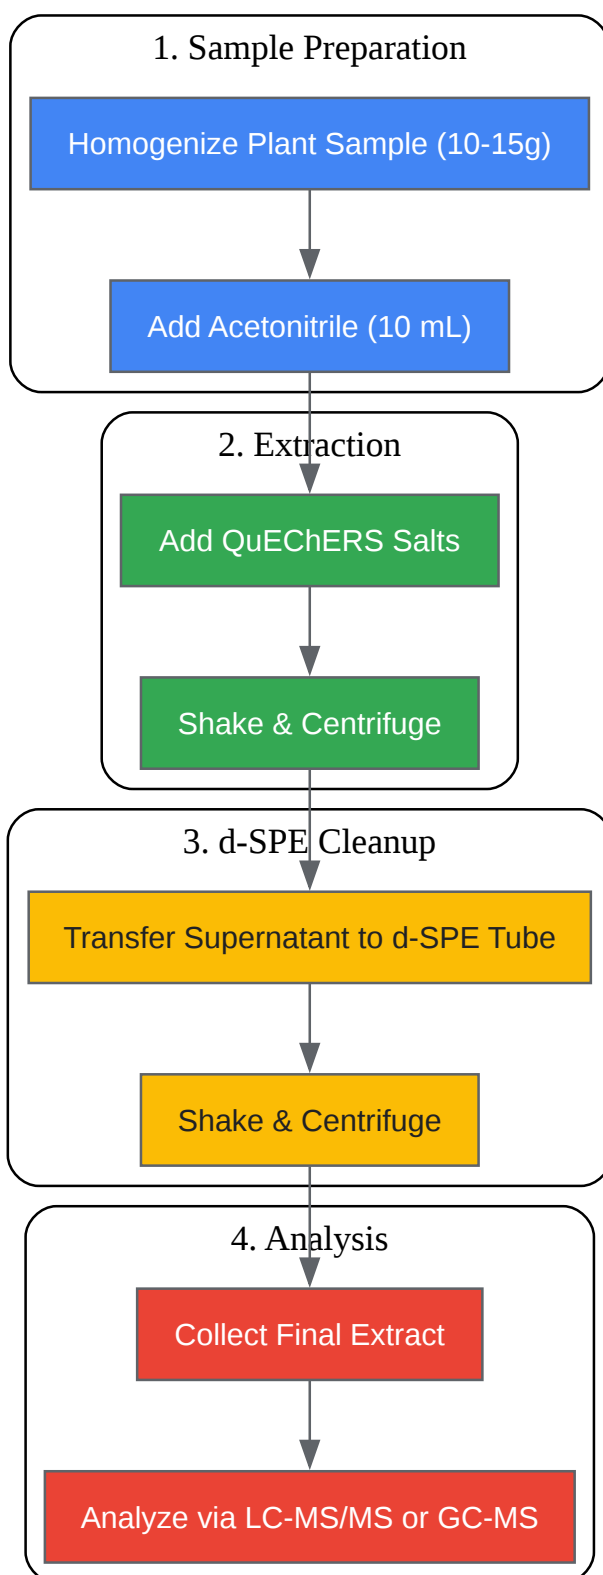 1. Sample Preparation
Homogenize Plant Sample (10-15g)
Add Acetonitrile (10 mL)
2. Extraction
Add QuEChERS Salts
Shake & Centrifuge
3. d-SPE Cleanup
Transfer Supernatant to d-SPE Tube
Shake & Centrifuge
4. Analysis
Collect Final Extract
Analyze via LC-MS/MS or GC-MS